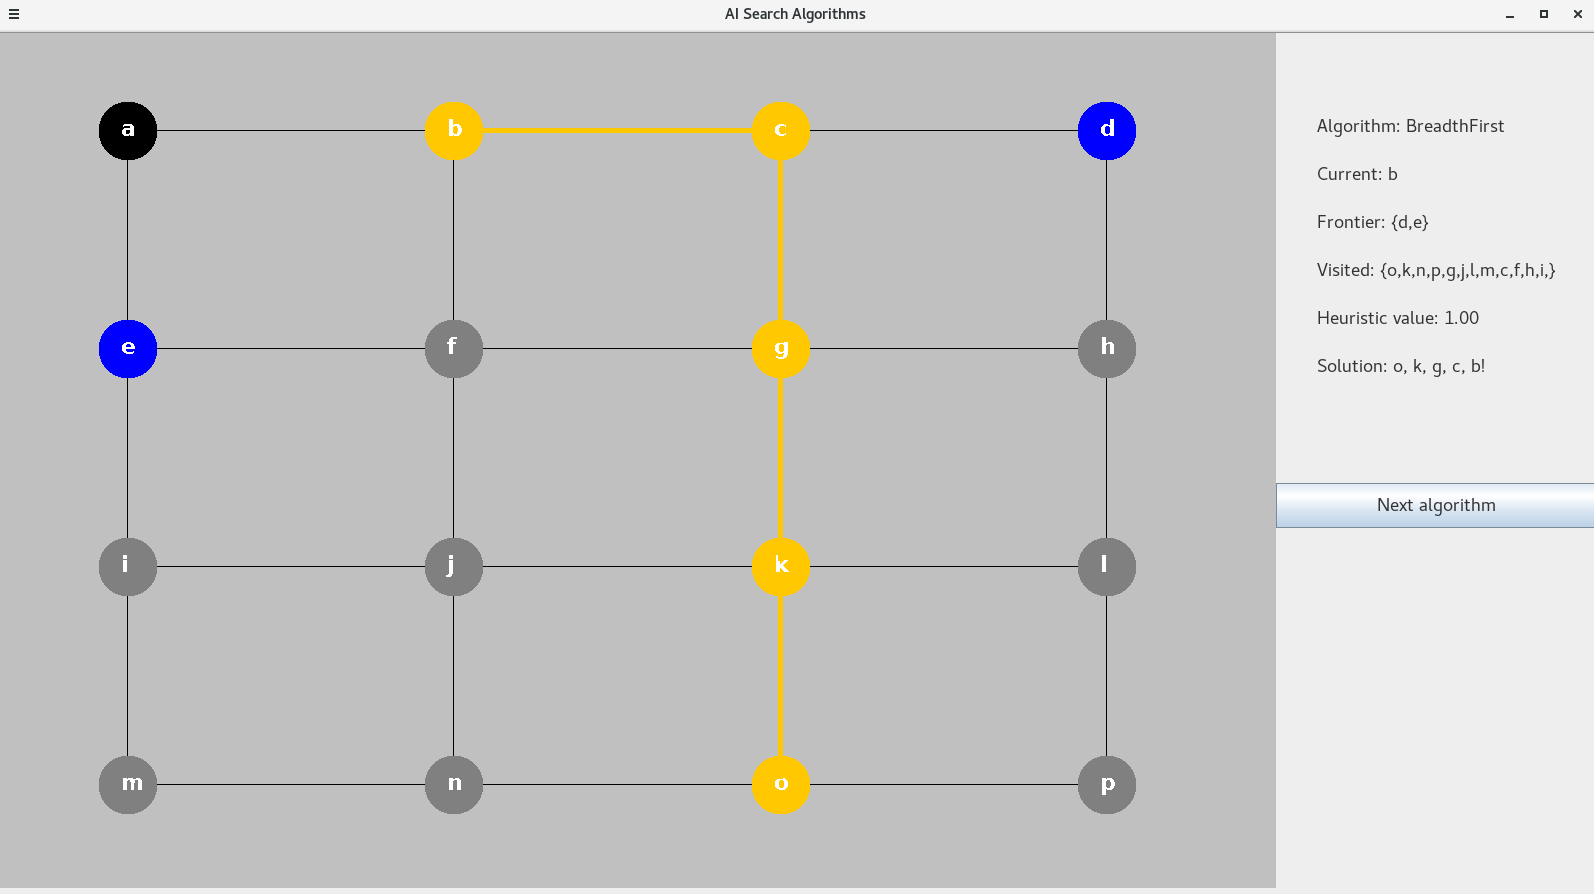 AI Search Algorithms
a b c d
e f g h
i j k l
m n o p
Algorithm: BreadthFirst
Current: b
Frontier: {d,e}
Visited: {o,k,n,p,g,j,l,m,c,f,h,i,}
Heuristic value: 1.00
Solution: o, k, g, c, b!
Next algorithm